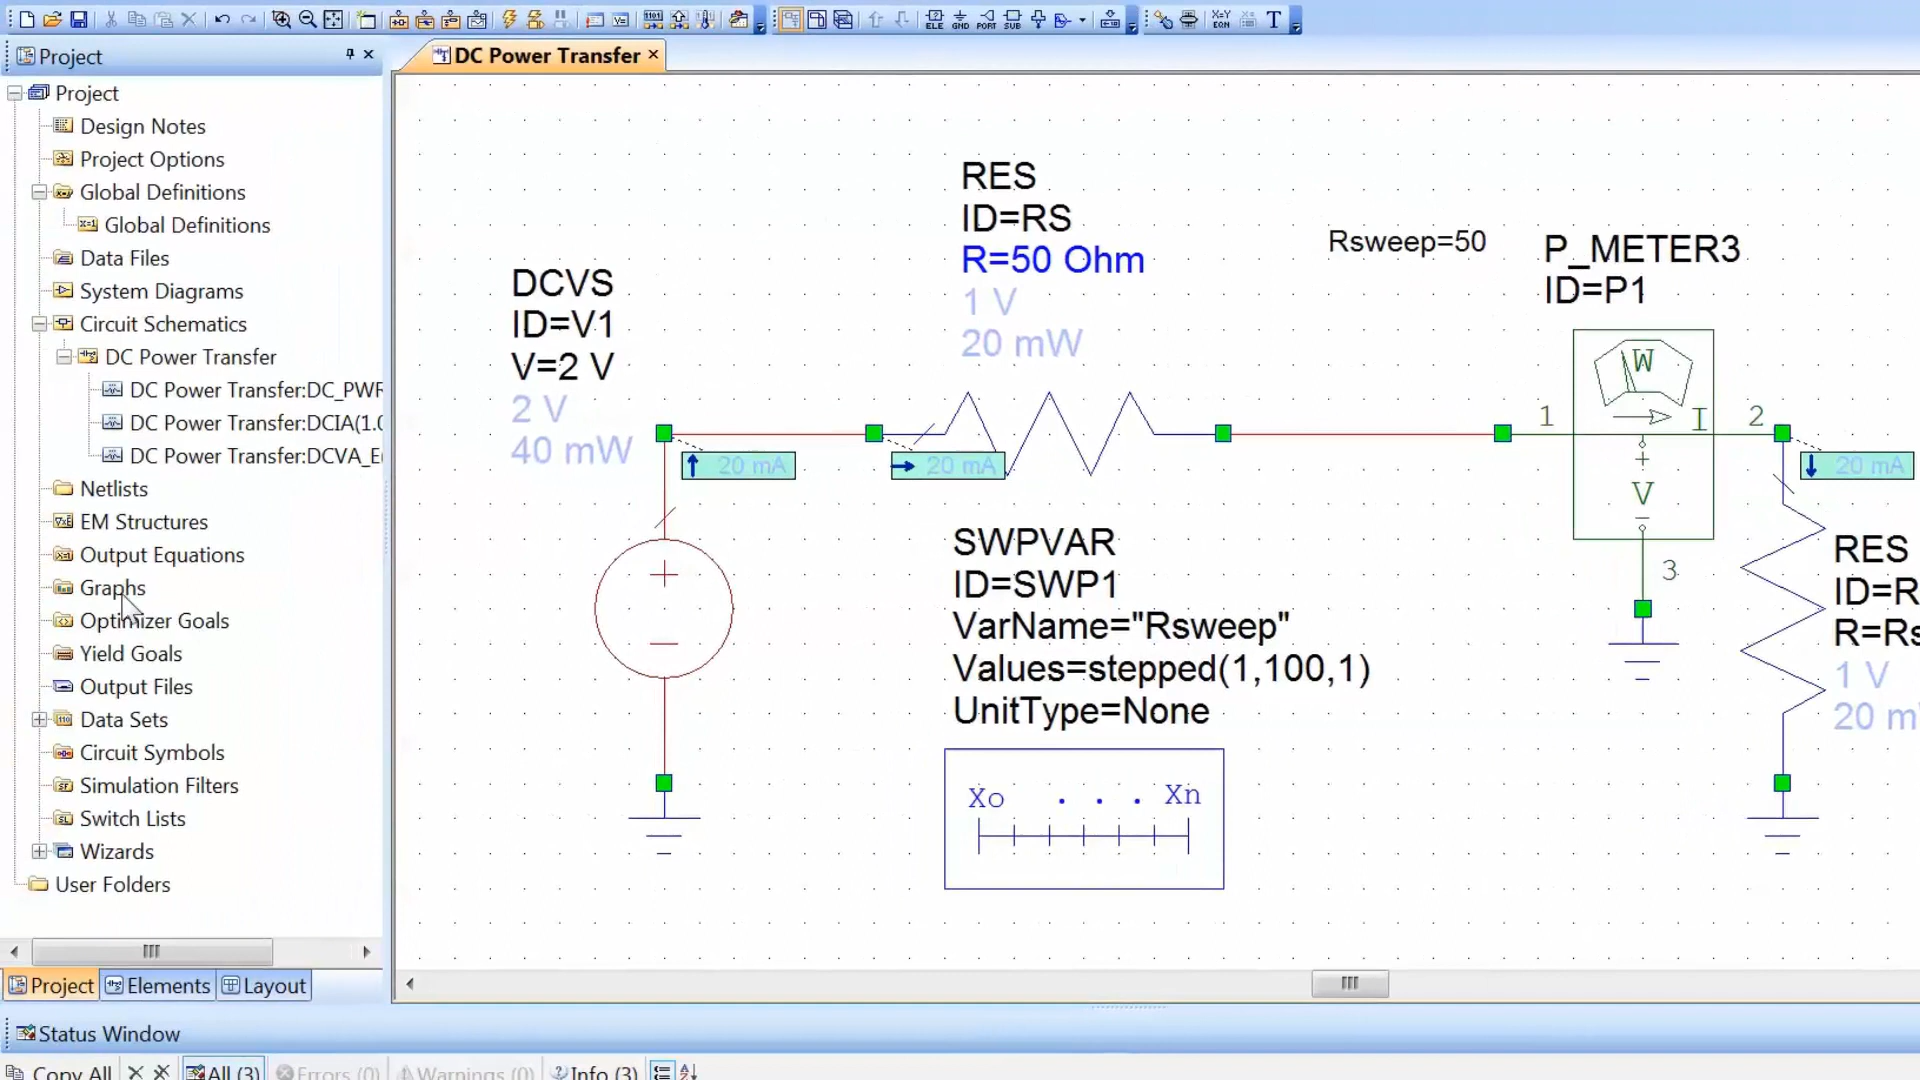 Project
DC Power Transfer
Project
Design Notes
Project Options
Global Definitions
Global Definitions
Data Files
System Diagrams
Circuit Schematics
DC Power Transfer
DC Power Transfer:DC_PWR
DC Power Transfer:DCIA(1.0
DC Power Transfer:DCVA_E
Netlists
EM Structures
Output Equations
Graphs
Optimizer Goals
Yield Goals
Output Files
Data Sets
Circuit Symbols
Simulation Filters
Switch Lists
Wizards
User Folders
Project
Elements
Layout
DCVS
ID=V1
V=2 V
2 V
40 mW
20 mA
RES
ID=RS
R=50 Ohm
1 V
20 mW
20 mA
SWPVAR
ID=SWP1
VarName="Rsweep"
Values=stepped(1,100,1)
UnitType=None
Xo . . . Xn
Rsweep=50
P_METER3
ID=P1
W
1
I
2
V
3
20 mA
RES
ID=R
R=Rs
1 V
20 m
Status Window
Copy All
All (3)
Errors (0)
Warnings (0)
Info (3)
ELE
GND
PORT
SUB
X=Y
EQN
T